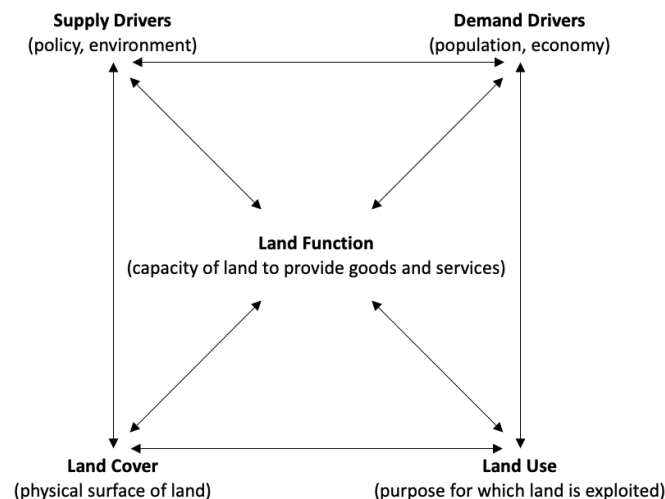 Supply Drivers
(policy, environment)
Demand Drivers
(population, economy)
Land Function
(capacity of land to provide goods and services)
Land Cover
(physical surface of land)
Land Use
(purpose for which land is exploited)